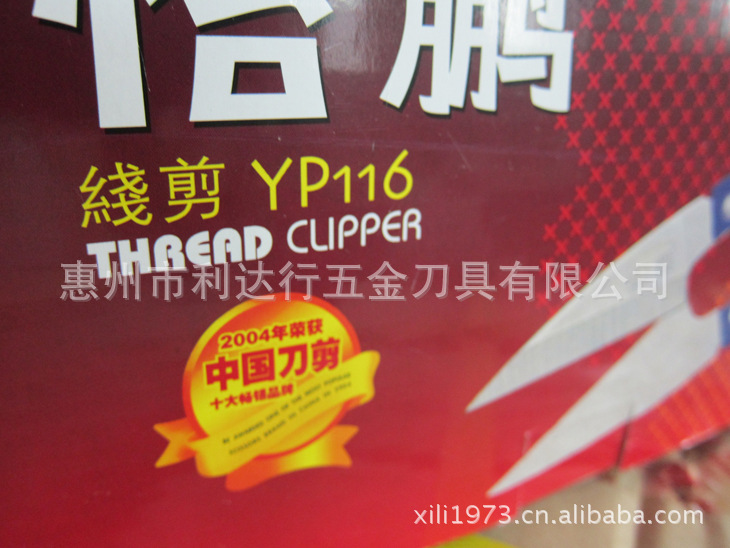 悟鹏
綫剪 YP116
THREAD CLIPPER
惠州市利达行五金刀具有限公司
2004年荣获
中国刀剪
十大畅销品牌
xili1973.cn.alibaba.com